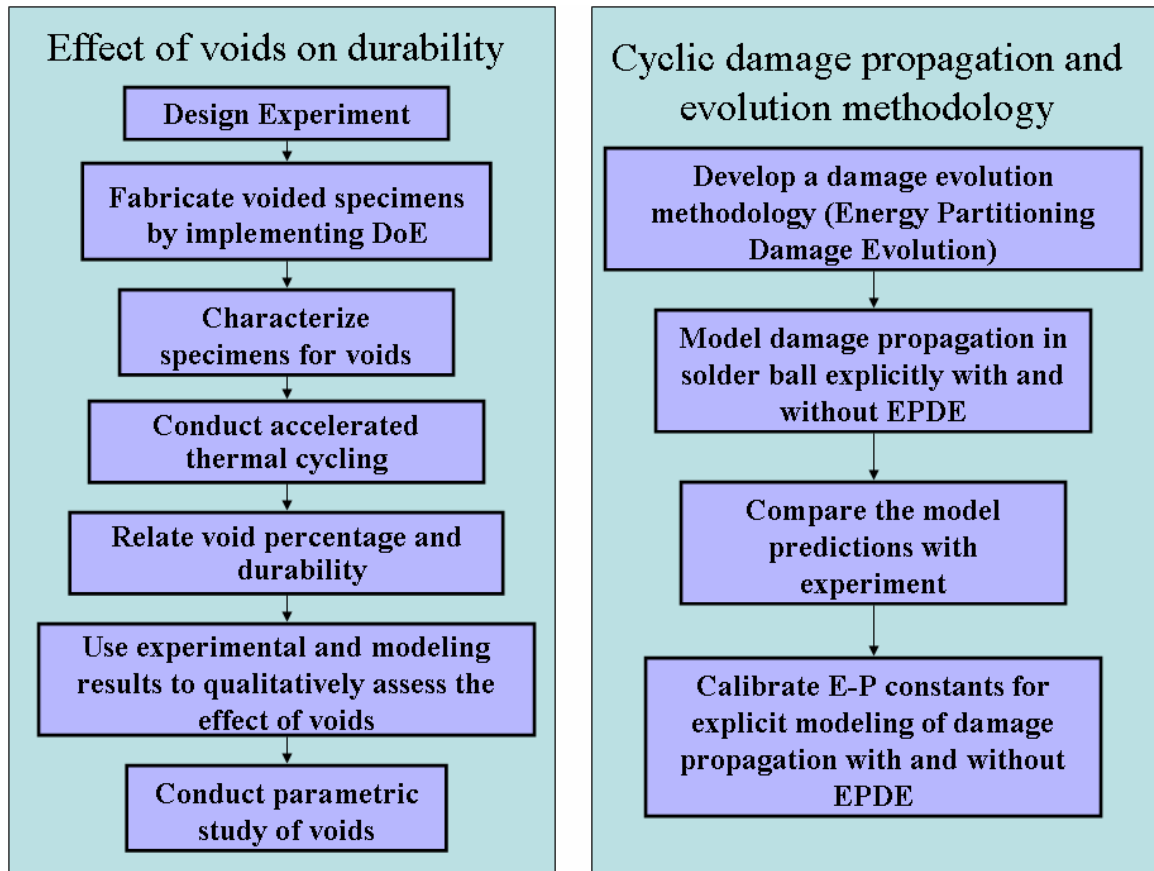 Effect of voids on durability
Design Experiment
Fabricate voided specimens
by implementing DoE
Characterize
specimens for voids
Conduct accelerated
thermal cycling
Relate void percentage and
durability
Use experimental and modeling
results to qualitatively assess the
effect of voids
Conduct parametric
study of voids
Cyclic damage propagation and
evolution methodology
Develop a damage evolution
methodology (Energy Partitioning
Damage Evolution)
Model damage propagation in
solder ball explicitly with and
without EPDE
Compare the model
predictions with
experiment
Calibrate E-P constants for
explicit modeling of damage
propagation with and without
EPDE